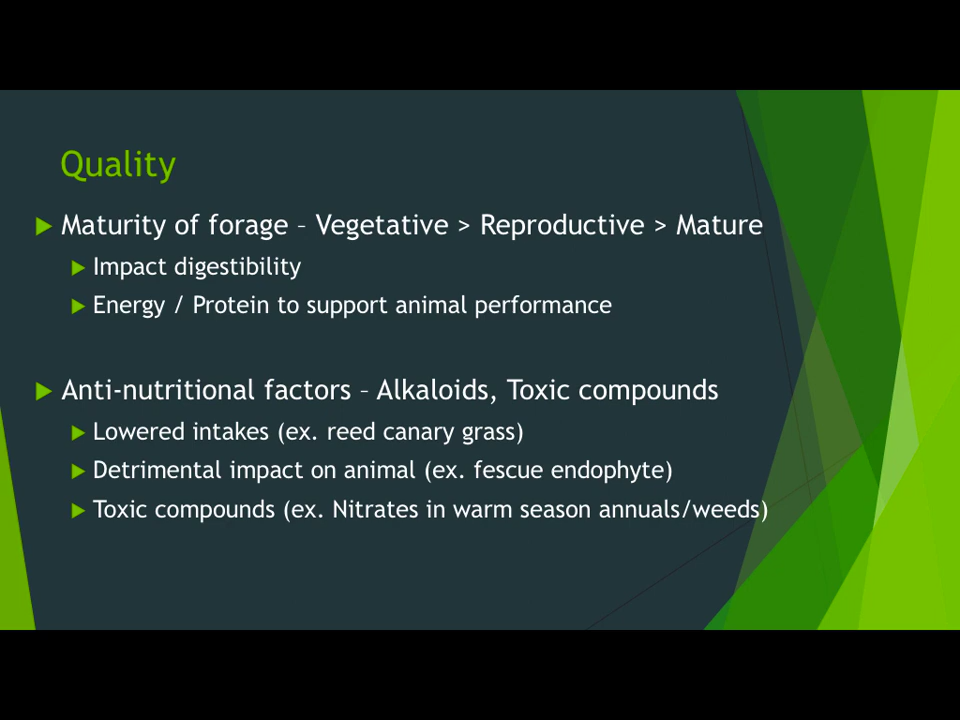 Quality
Maturity of forage – Vegetative > Reproductive > Mature
Impact digestibility
Energy / Protein to support animal performance
Anti-nutritional factors – Alkaloids, Toxic compounds
Lowered intakes (ex. reed canary grass)
Detrimental impact on animal (ex. fescue endophyte)
Toxic compounds (ex. Nitrates in warm season annuals/weeds)